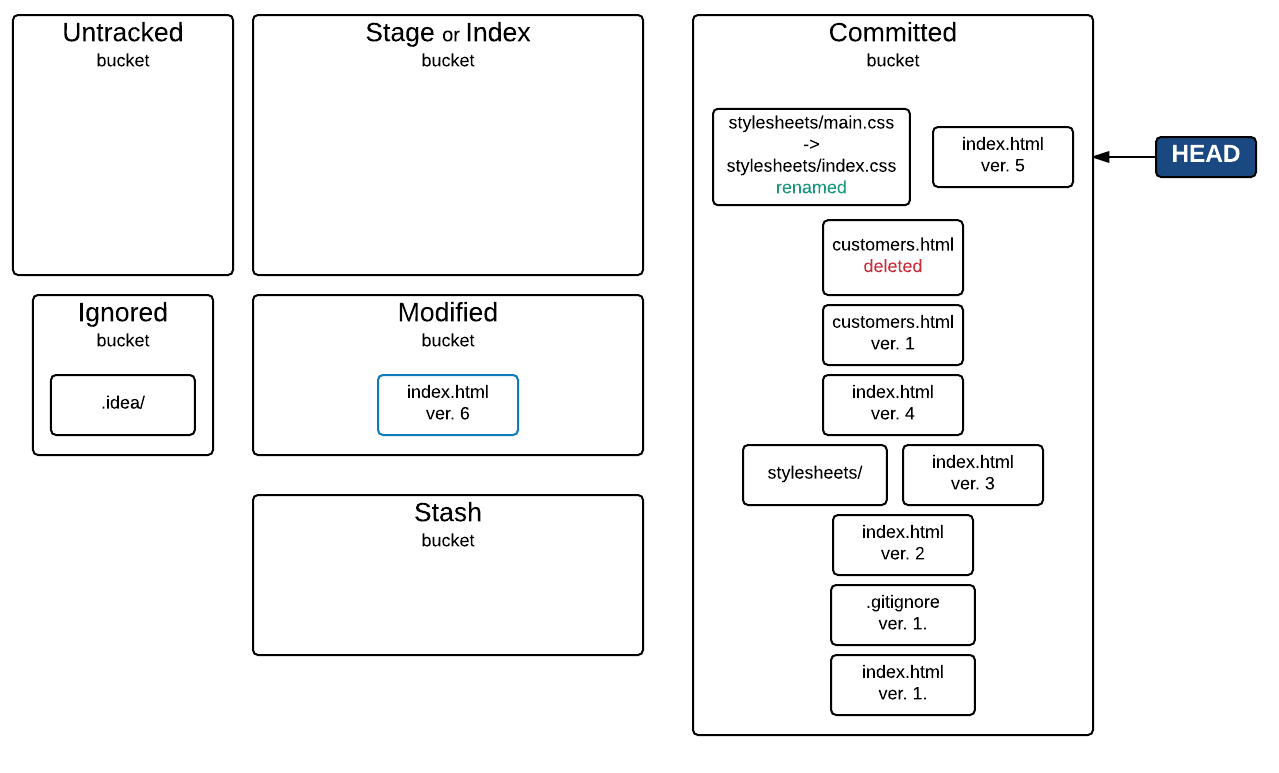 Untracked
bucket
Stage or Index
bucket
Committed
bucket
stylesheets/main.css
->
stylesheets/index.css
renamed
index.html
ver. 5
HEAD
customers.html
deleted
Ignored
bucket
.idea/
Modified
bucket
index.html
ver. 6
customers.html
ver. 1
index.html
ver. 4
stylesheets/
index.html
ver. 3
Stash
bucket
index.html
ver. 2
.gitignore
ver. 1.
index.html
ver. 1.